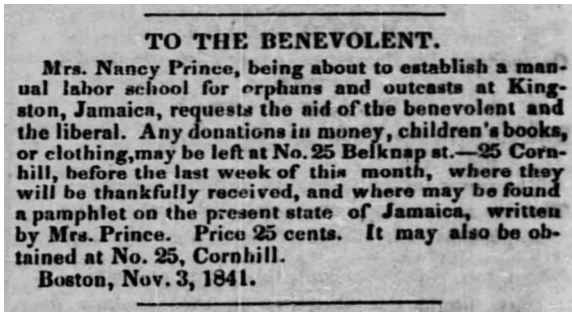 TO THE BENEVOLENT.
Mrs. Nancy Prince, being about to establish a man-
ual labor school for orphans and outcasts at King-
ston, Jamaica, requests the aid of the benevolent and
the liberal. Any donations in money, children's books,
or clothing,may be left at No. 25 Belknap st.—25 Corn-
hill, before the last week of this month, where they
will be thankfully received, and where may be found
a pamphlet on the present state of Jamaica, written
by Mrs. Prince. Price 25 cents. It may also be ob-
tained at No. 25, Cornhill.
Boston, Nov. 3, 1841.